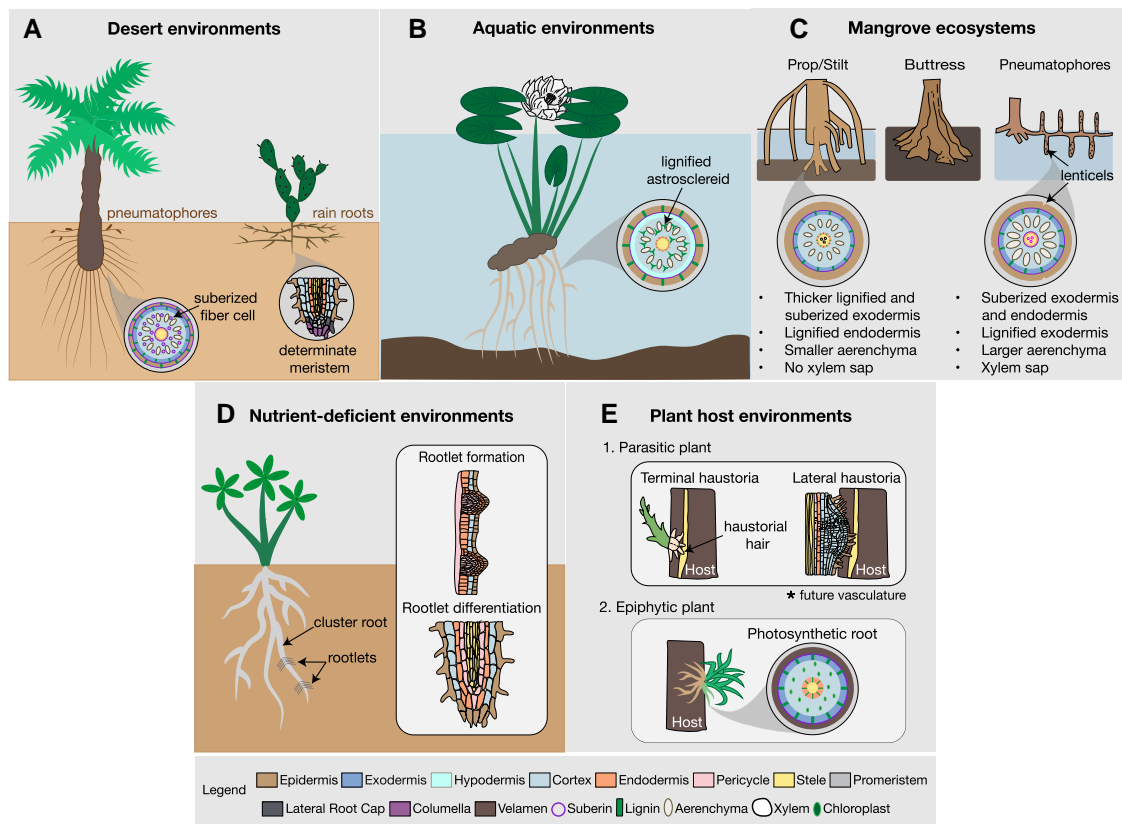 A Desert environments
pneumatophores
rain roots
suberized
fiber cell
determinate
meristem
B Aquatic environments
lignified
astrosclereid
C Mangrove ecosystems
Prop/Stilt
Buttress
Pneumatophores
lenticels
• Thicker lignified and
suberized exodermis
• Lignified endodermis
• Smaller aerenchyma
• No xylem sap
• Suberized exodermis
and endodermis
• Lignified exodermis
• Larger aerenchyma
• Xylem sap
D Nutrient-deficient environments
Rootlet formation
Rootlet differentiation
cluster root
rootlets
E Plant host environments
1. Parasitic plant
Terminal haustoria
Lateral haustoria
haustorial
hair
Host
Host
* future vasculature
2. Epiphytic plant
Photosynthetic root
Host
Legend
Epidermis Exodermis Hypodermis Cortex Endodermis Pericycle Stele Promeristem
Lateral Root Cap Columella Velamen Suberin Lignin Aerenchyma Xylem Chloroplast